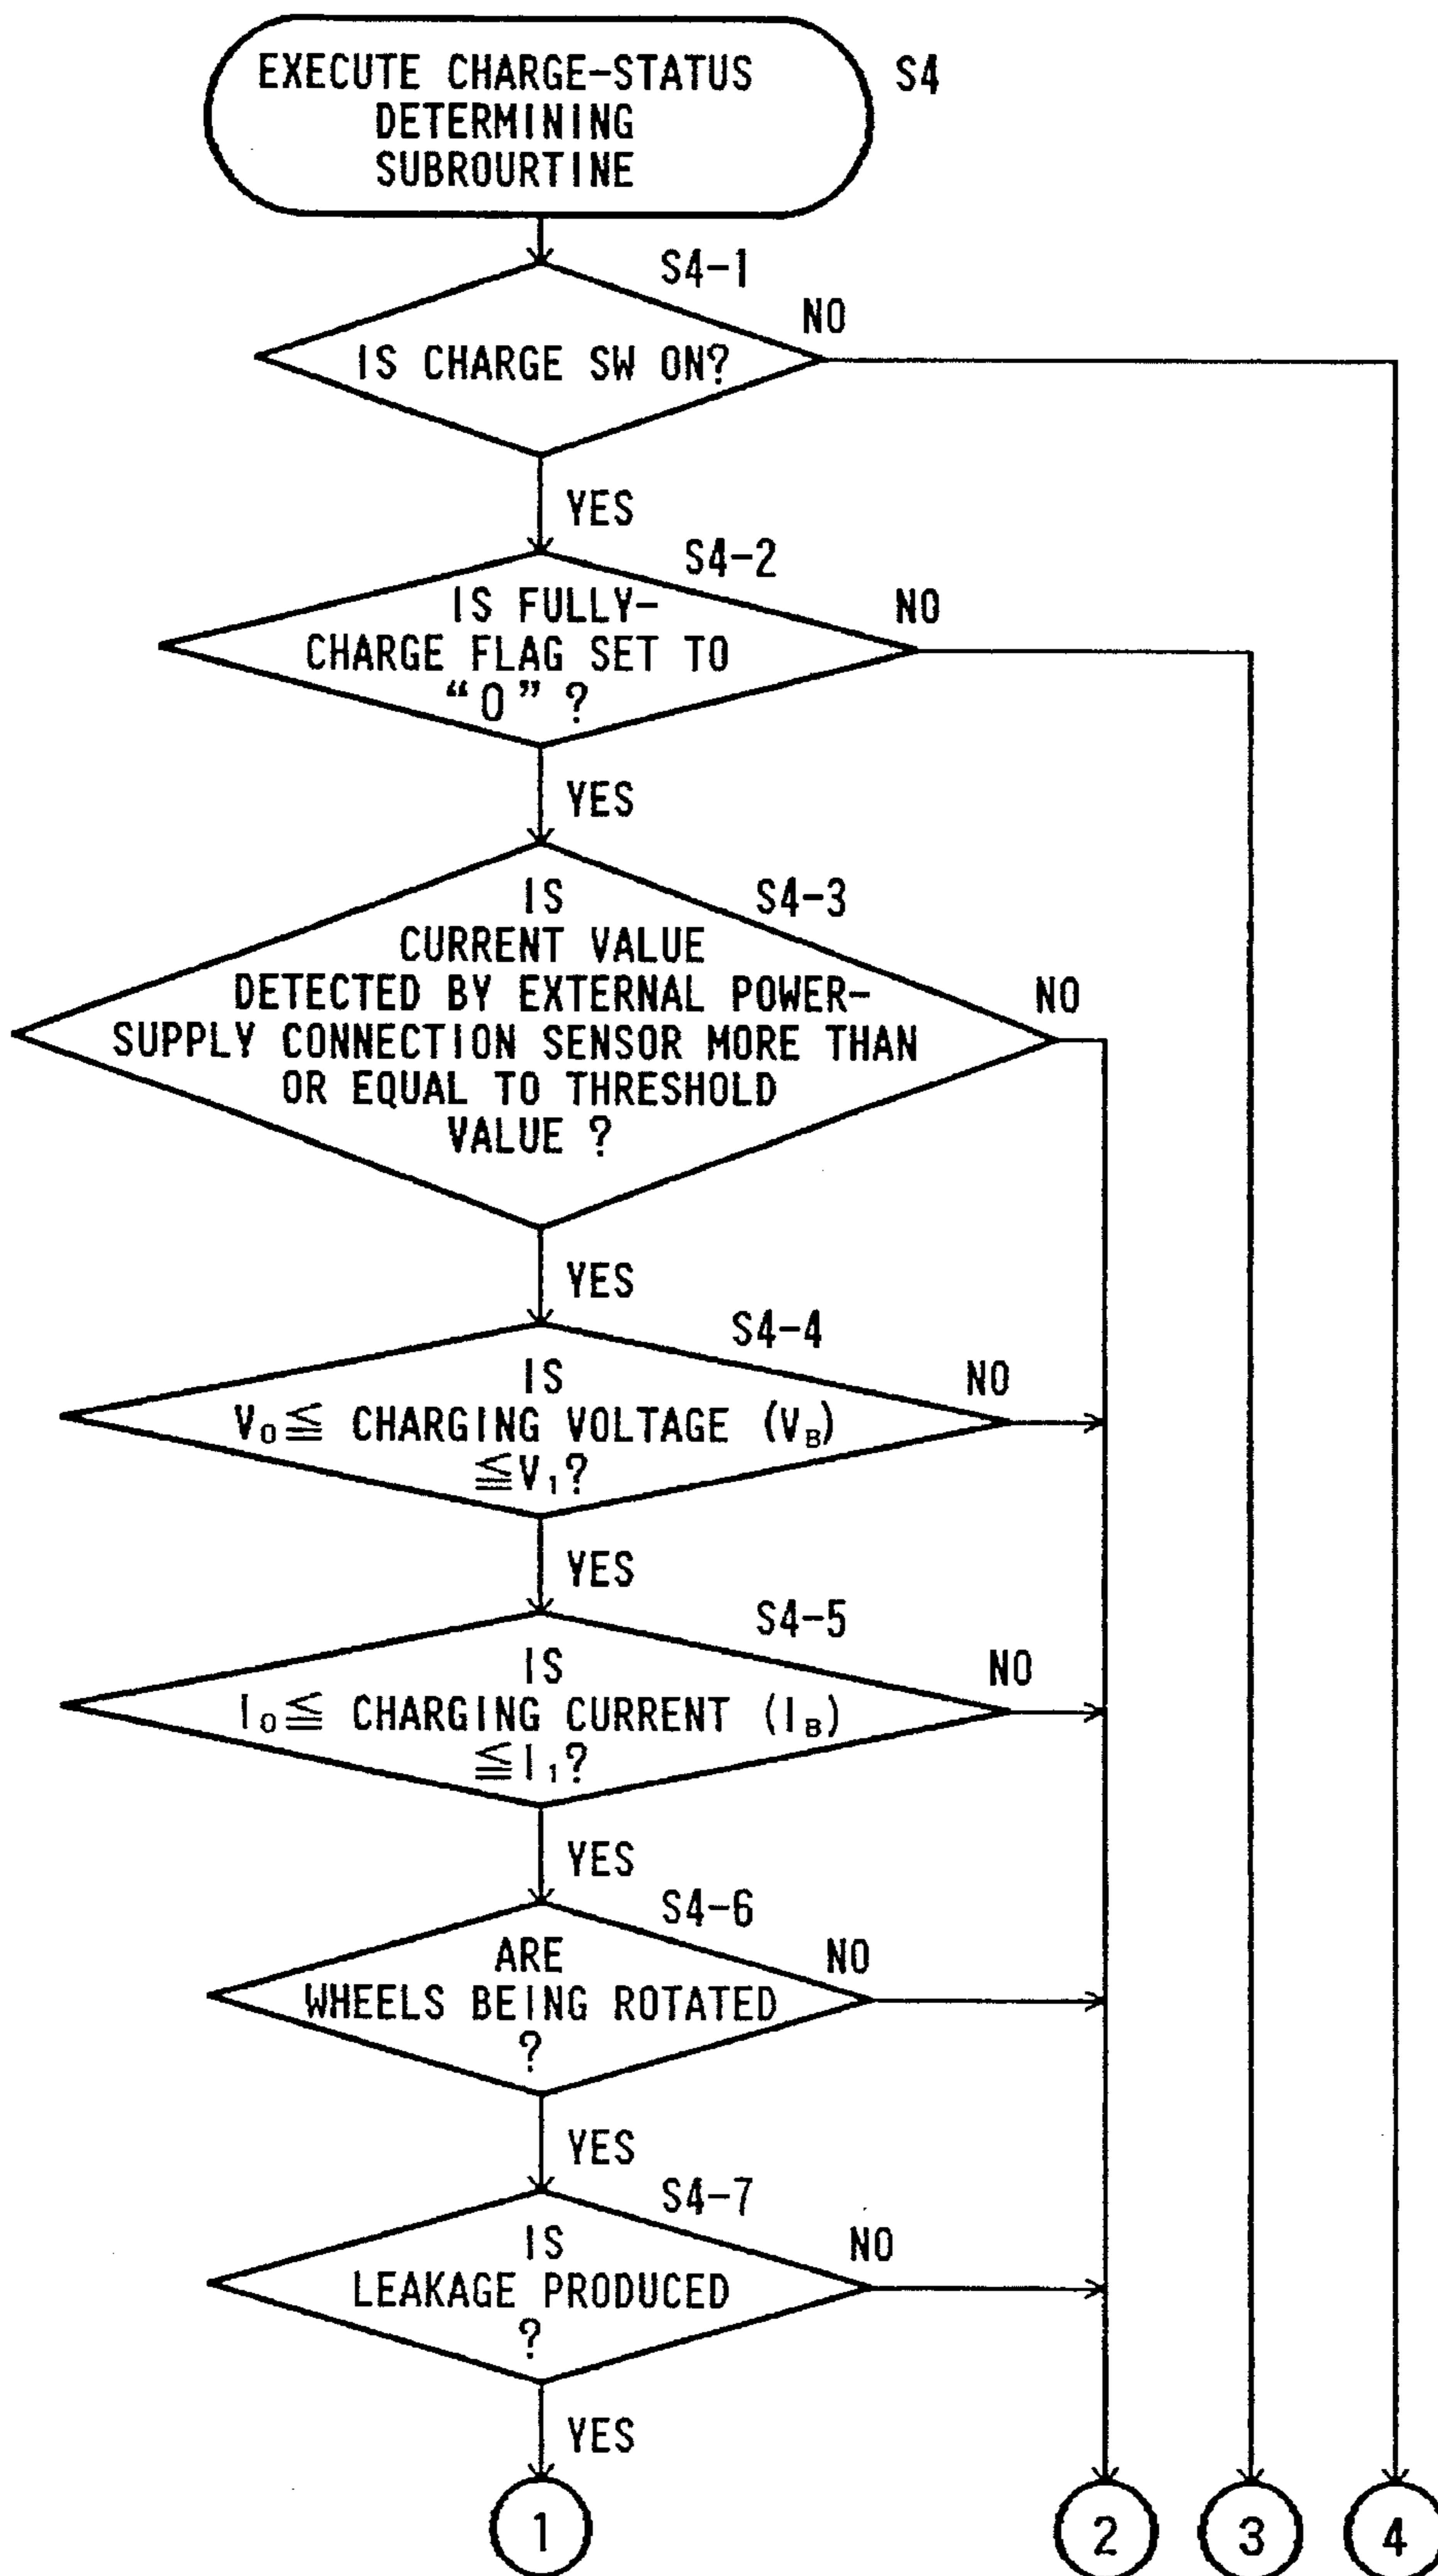 EXECUTE CHARGE-STATUS
DETERMINING
SUBROURTINE
S4
S4-1
NO
IS CHARGE SW ON?
YES
S4-2
NO
IS FULLY-
CHARGE FLAG SET TO
“0” ?
YES
S4-3
IS
CURRENT VALUE
DETECTED BY EXTERNAL POWER-
NO
SUPPLY CONNECTION SENSOR MORE THAN
OR EQUAL TO THRESHOLD
VALUE ?
YES
S4-4
IS
NO
V₀≦ CHARGING VOLTAGE (V_B)
≦V₁?
YES
S4-5
IS
NO
I₀≦ CHARGING CURRENT (I_B)
≦I₁?
YES
S4-6
ARE
NO
WHEELS BEING ROTATED
?
YES
S4-7
IS
NO
LEAKAGE PRODUCED
?
YES
1
2
3
4